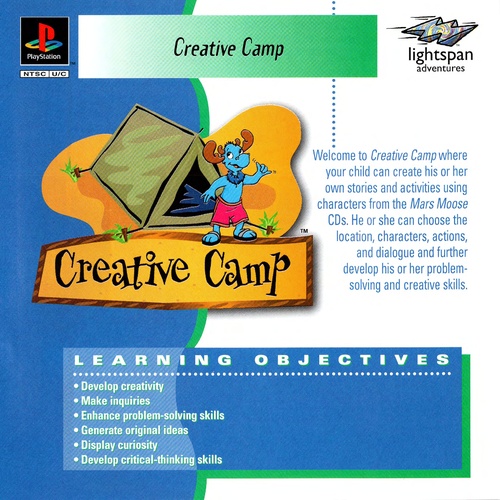 PlayStation
NTSC U/C
Creative Camp
lightspan
adventures
Welcome to Creative Camp where
your child can create his or her
own stories and activities using
characters from the Mars Moose
CDs. He or she can choose the
location, characters, actions,
and dialogue and further
develop his or her problem-
solving and creative skills.
Creative Camp™
LEARNING OBJECTIVES
• Develop creativity
• Make inquiries
• Enhance problem-solving skills
• Generate original ideas
• Display curiosity
• Develop critical-thinking skills